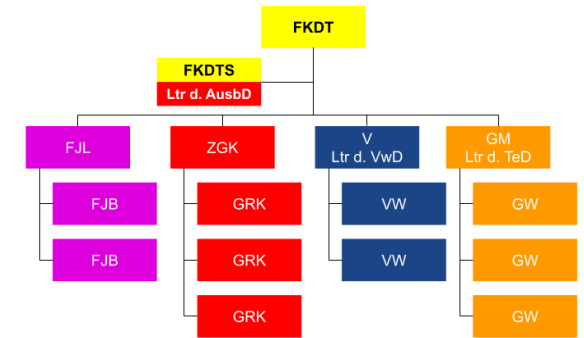 FKDT
FKDTS
Ltr d. AusbD
FJL
ZGK
V
Ltr d. VwD
GM
Ltr d. TeD
FJB
GRK
VW
GW
FJB
GRK
VW
GW
GRK
GW